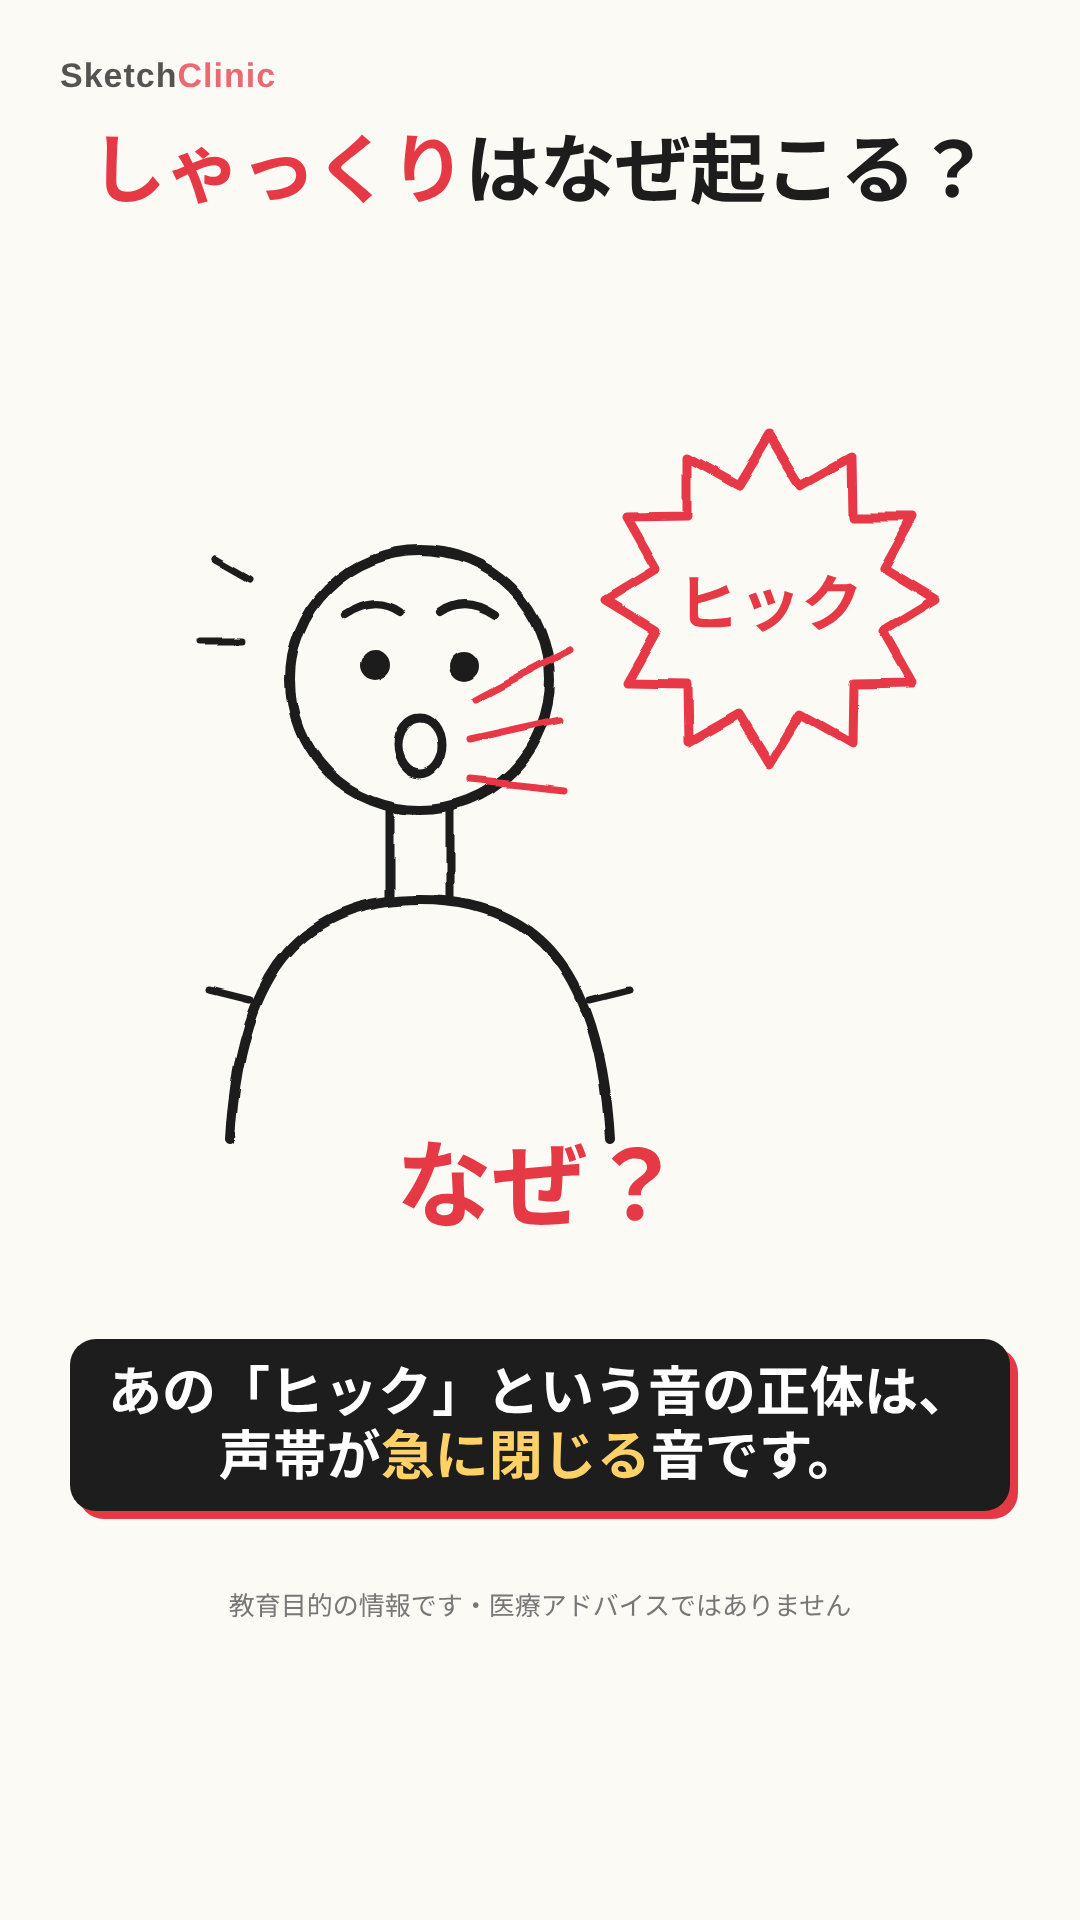 SketchClinic
しゃっくりはなぜ起こる？
ヒック
なぜ？
あの「ヒック」という音の正体は、
声帯が急に閉じる音です。
教育目的の情報です・医療アドバイスではありません